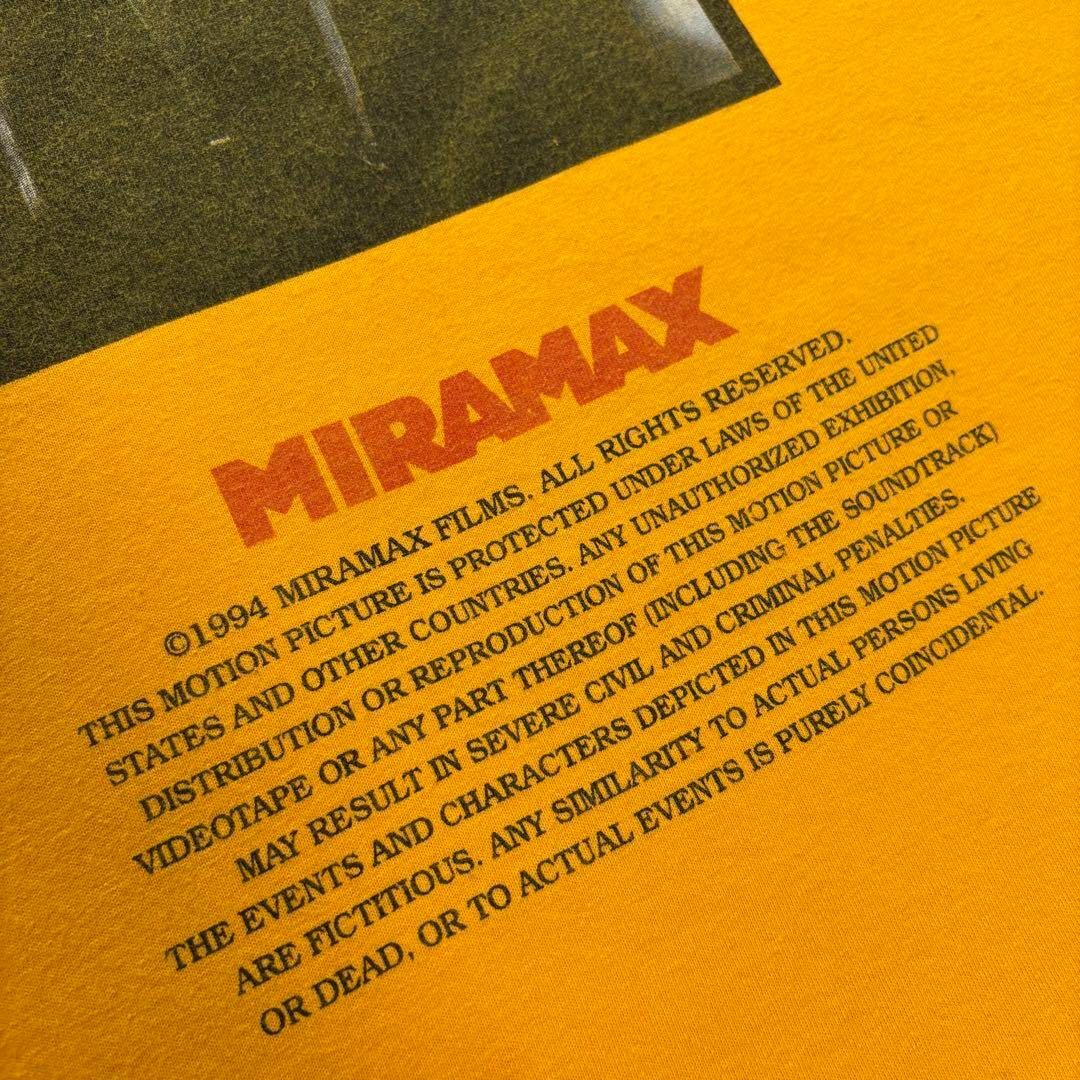 MIRAMAX
©1994 MIRAMAX FILMS. ALL RIGHTS RESERVED.
THIS MOTION PICTURE IS PROTECTED UNDER LAWS OF THE UNITED
STATES AND OTHER COUNTRIES. ANY UNAUTHORIZED EXHIBITION,
DISTRIBUTION OR REPRODUCTION OF THIS MOTION PICTURE OR
VIDEOTAPE OR ANY PART THEREOF (INCLUDING THE SOUNDTRACK)
MAY RESULT IN SEVERE CIVIL AND CRIMINAL PENALTIES.
THE EVENTS AND CHARACTERS DEPICTED IN THIS MOTION PICTURE
ARE FICTITIOUS. ANY SIMILARITY TO ACTUAL PERSONS LIVING
OR DEAD, OR TO ACTUAL EVENTS IS PURELY COINCIDENTAL.